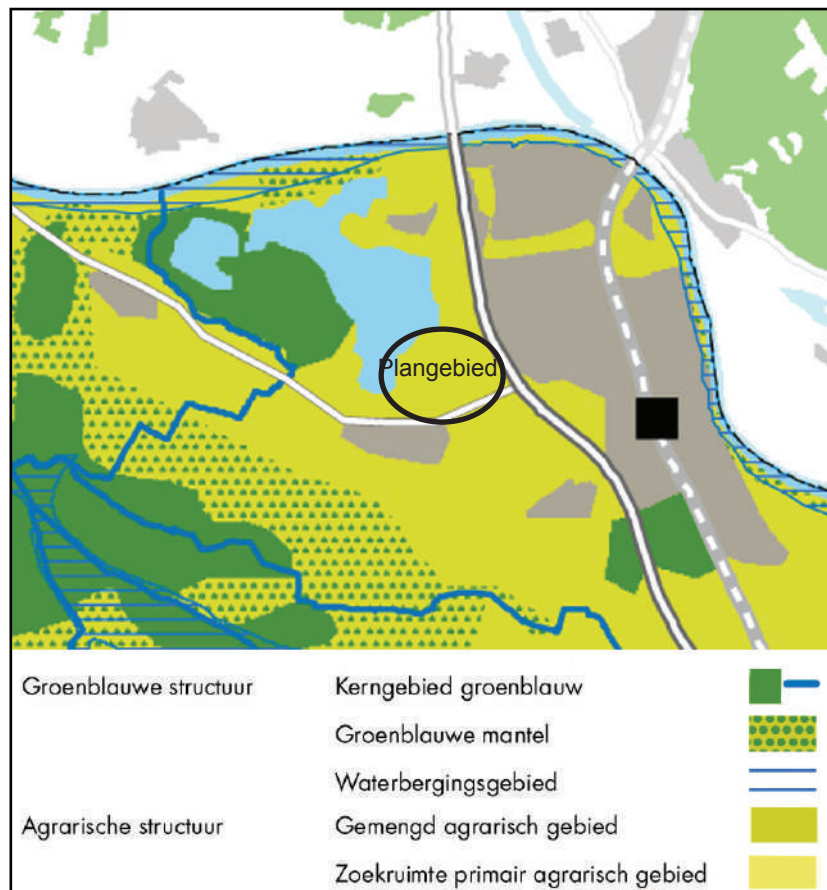 Plangebied
Groenblauwe structuur Kerngebied groenblauw
Groenblauwe mantel
Waterbergingsgebied
Agrarische structuur Gemengd agrarisch gebied
Zoekruimte primair agrarisch gebied